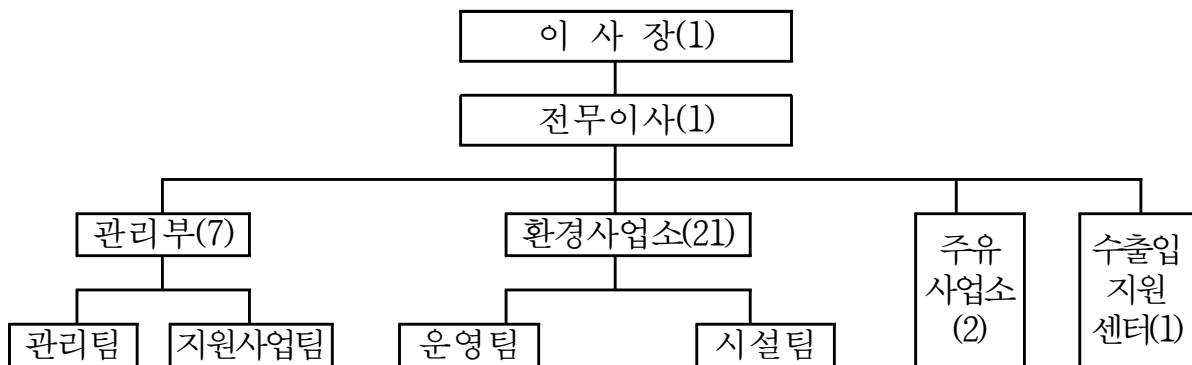 이 사 장(1)
전무이사(1)
관리부(7)
환경사업소(21)
주유
사업소
(2)
수출입
지원
센터(1)
관리팀
지원사업팀
운영팀
시설팀